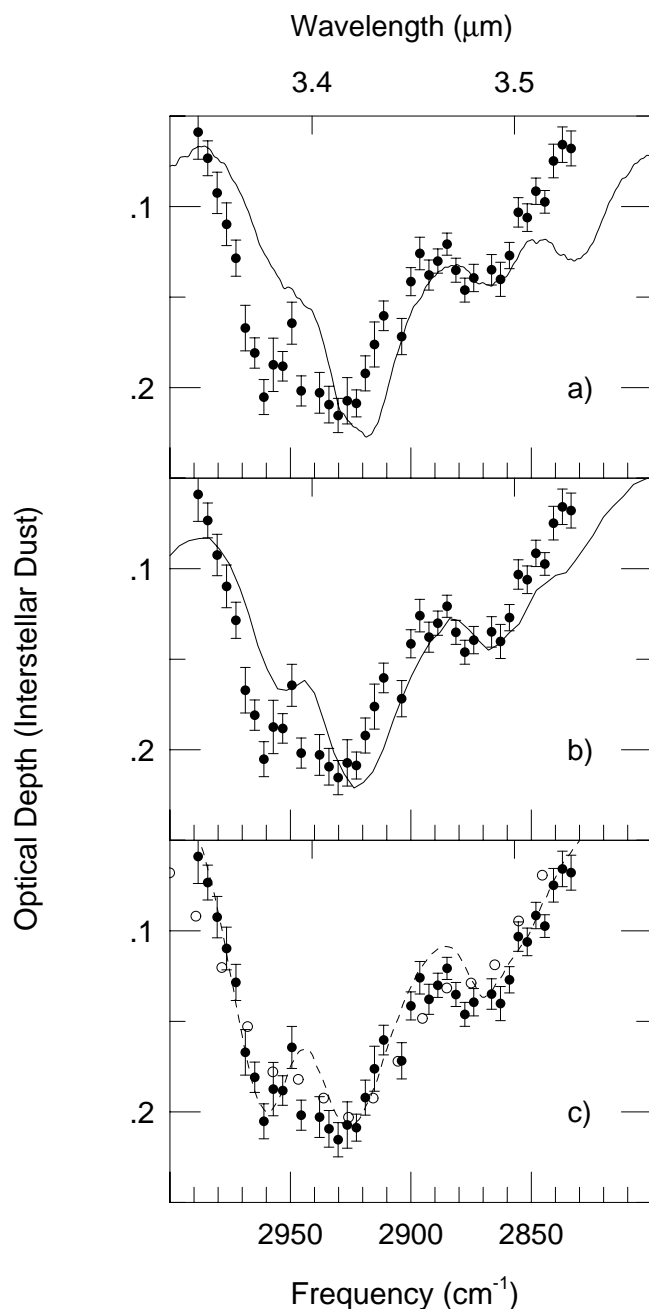 Wavelength (μm)
3.4 3.5
.1
.2
a)
.1
.2
b)
.1
.2
c)
Optical Depth (Interstellar Dust)
2950 2900 2850
Frequency (cm⁻¹)